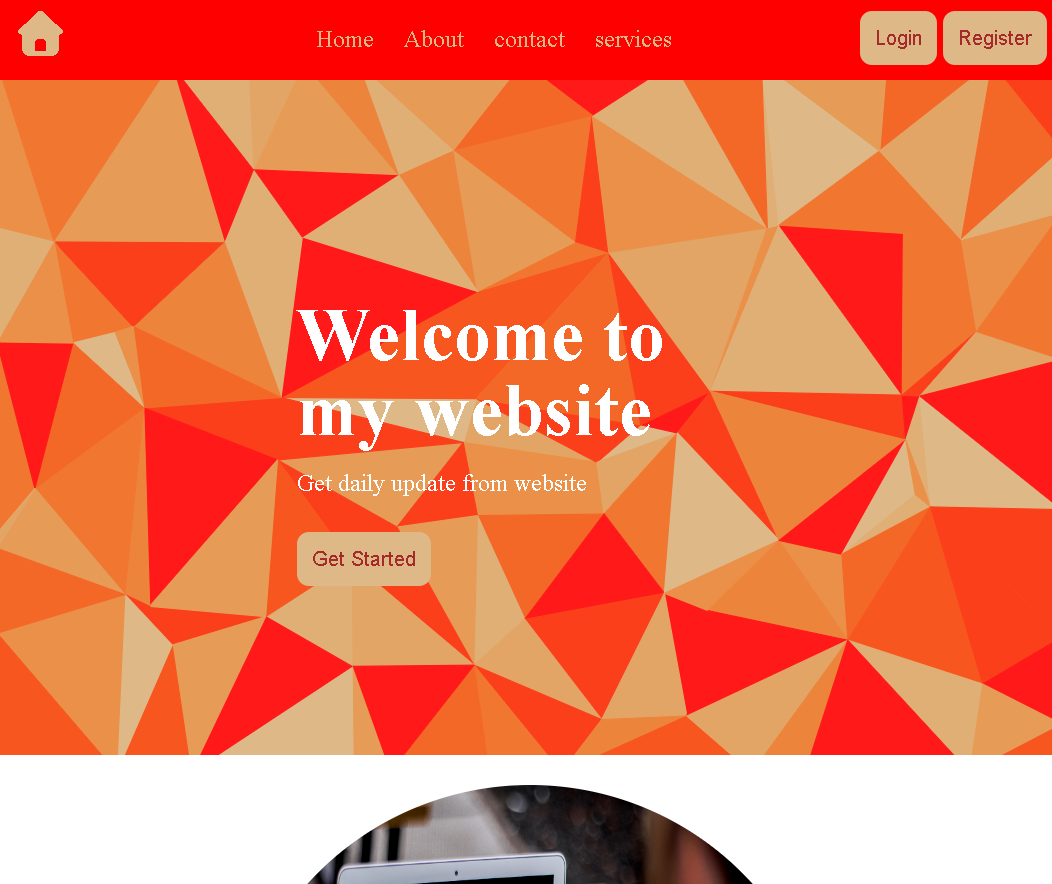 Home About contact services Login Register
Welcome to
my website
Get daily update from website
Get Started